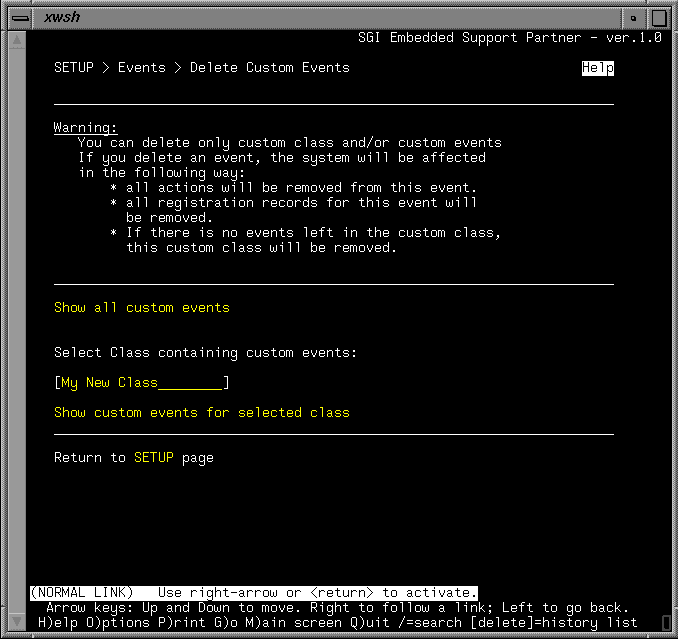 xwsh
SGI Embedded Support Partner - ver.1.0
SETUP > Events > Delete Custom Events Help
Warning:
You can delete only custom class and/or custom events
If you delete an event, the system will be affected
in the following way:
* all actions will be removed from this event.
* all registration records for this event will
be removed.
* If there is no events left in the custom class,
this custom class will be removed.
Show all custom events
Select Class containing custom events:
[My New Class________]
Show custom events for selected class
Return to SETUP page
(NORMAL LINK) Use right-arrow or <return> to activate.
Arrow keys: Up and Down to move. Right to follow a link; Left to go back.
H)elp O)ptions P)rint G)o M)ain screen Q)uit /=search [delete]=history list